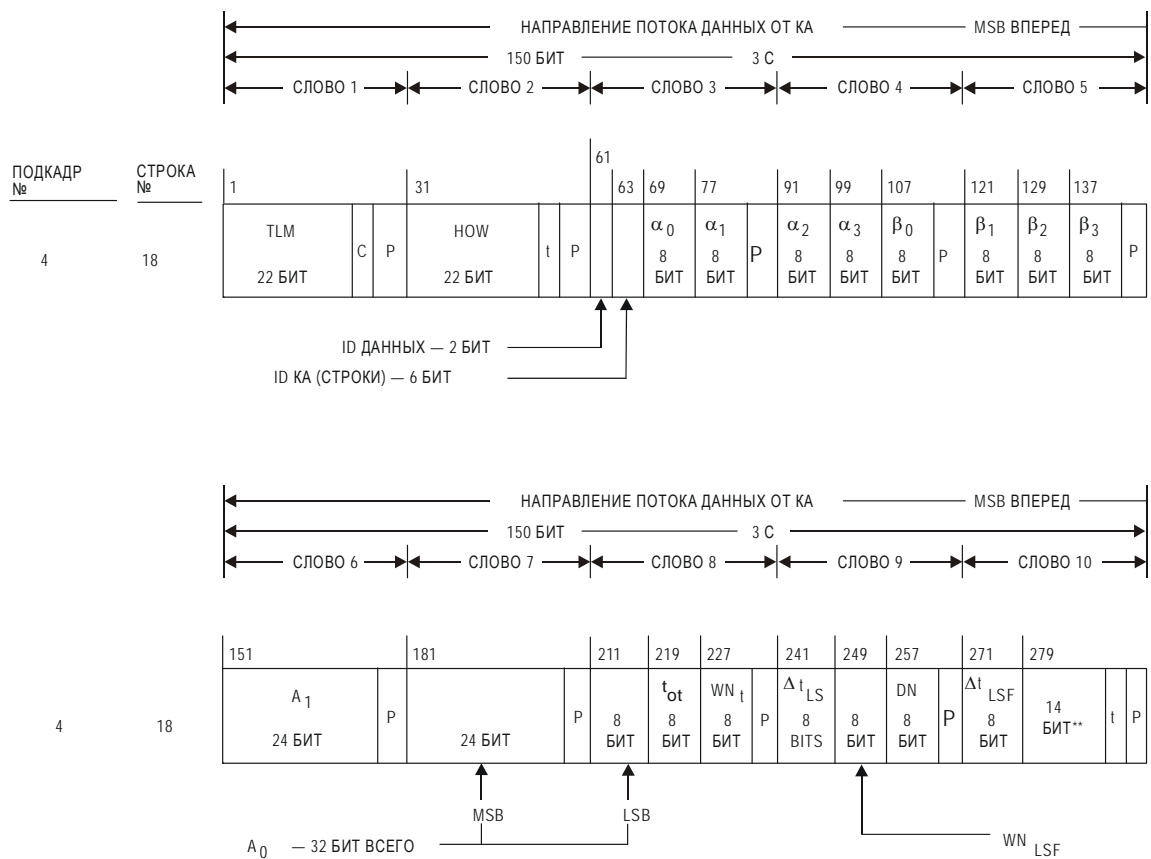 НАПРАВЛЕНИЕ ПОТОКА ДАННЫХ ОТ КА MSB ВПЕРЕД
150 БИТ 3 С
СЛОВО 1 СЛОВО 2 СЛОВО 3 СЛОВО 4 СЛОВО 5
ПОДКАДР №
СТРОКА №
1 31 61 63 69 77 91 99 107 121 129 137
4 18
TLM 22 БИТ
C P
HOW 22 БИТ
t P
α0 8 БИТ
α1 8 БИТ
P
α2 8 БИТ
α3 8 БИТ
β0 8 БИТ
P
β1 8 БИТ
β2 8 БИТ
β3 8 БИТ
P
ID ДАННЫХ — 2 БИТ
ID КА (СТРОКИ) — 6 БИТ
НАПРАВЛЕНИЕ ПОТОКА ДАННЫХ ОТ КА MSB ВПЕРЕД
150 БИТ 3 С
СЛОВО 6 СЛОВО 7 СЛОВО 8 СЛОВО 9 СЛОВО 10
151 181 211 219 227 241 249 257 271 279
4 18
A1 24 БИТ
P
24 БИТ
P
8 БИТ
tot 8 БИТ
WNt 8 БИТ
P
ΔtLS 8 BITS
8 БИТ
DN 8 БИТ
P
ΔtLSF 8 БИТ
14 БИТ**
t P
MSB LSB
A0 — 32 БИТ ВСЕГО
WN LSF